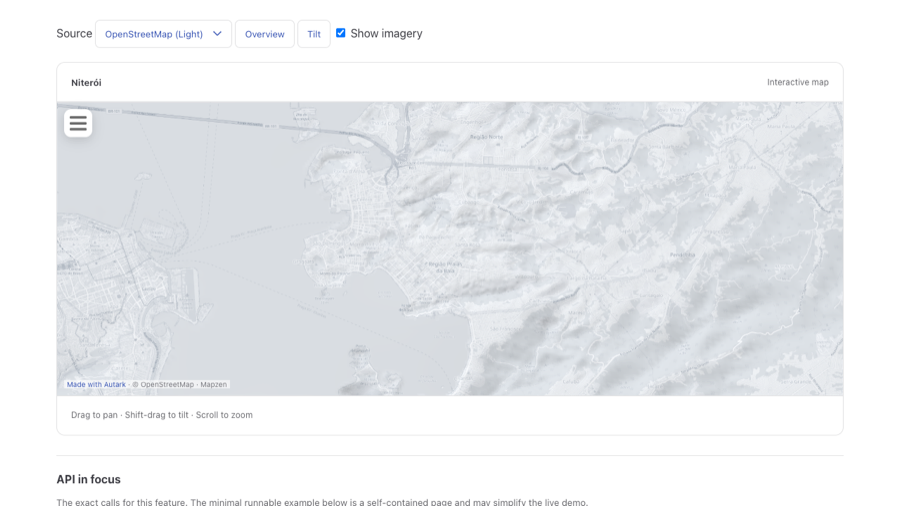 Source OpenStreetMap (Light) Overview Tilt Show imagery
Niterói Interactive map
Região Norte
Made with Autark · © OpenStreetMap · Mapzen
Drag to pan · Shift-drag to tilt · Scroll to zoom
API in focus
The exact calls for this feature. The minimal runnable example below is a self-contained page and may simplify the live demo.